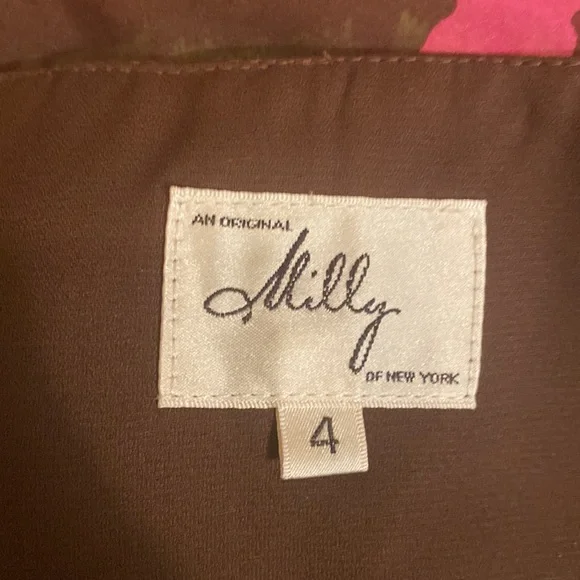 AN ORIGINAL
Milly
OF NEW YORK
4